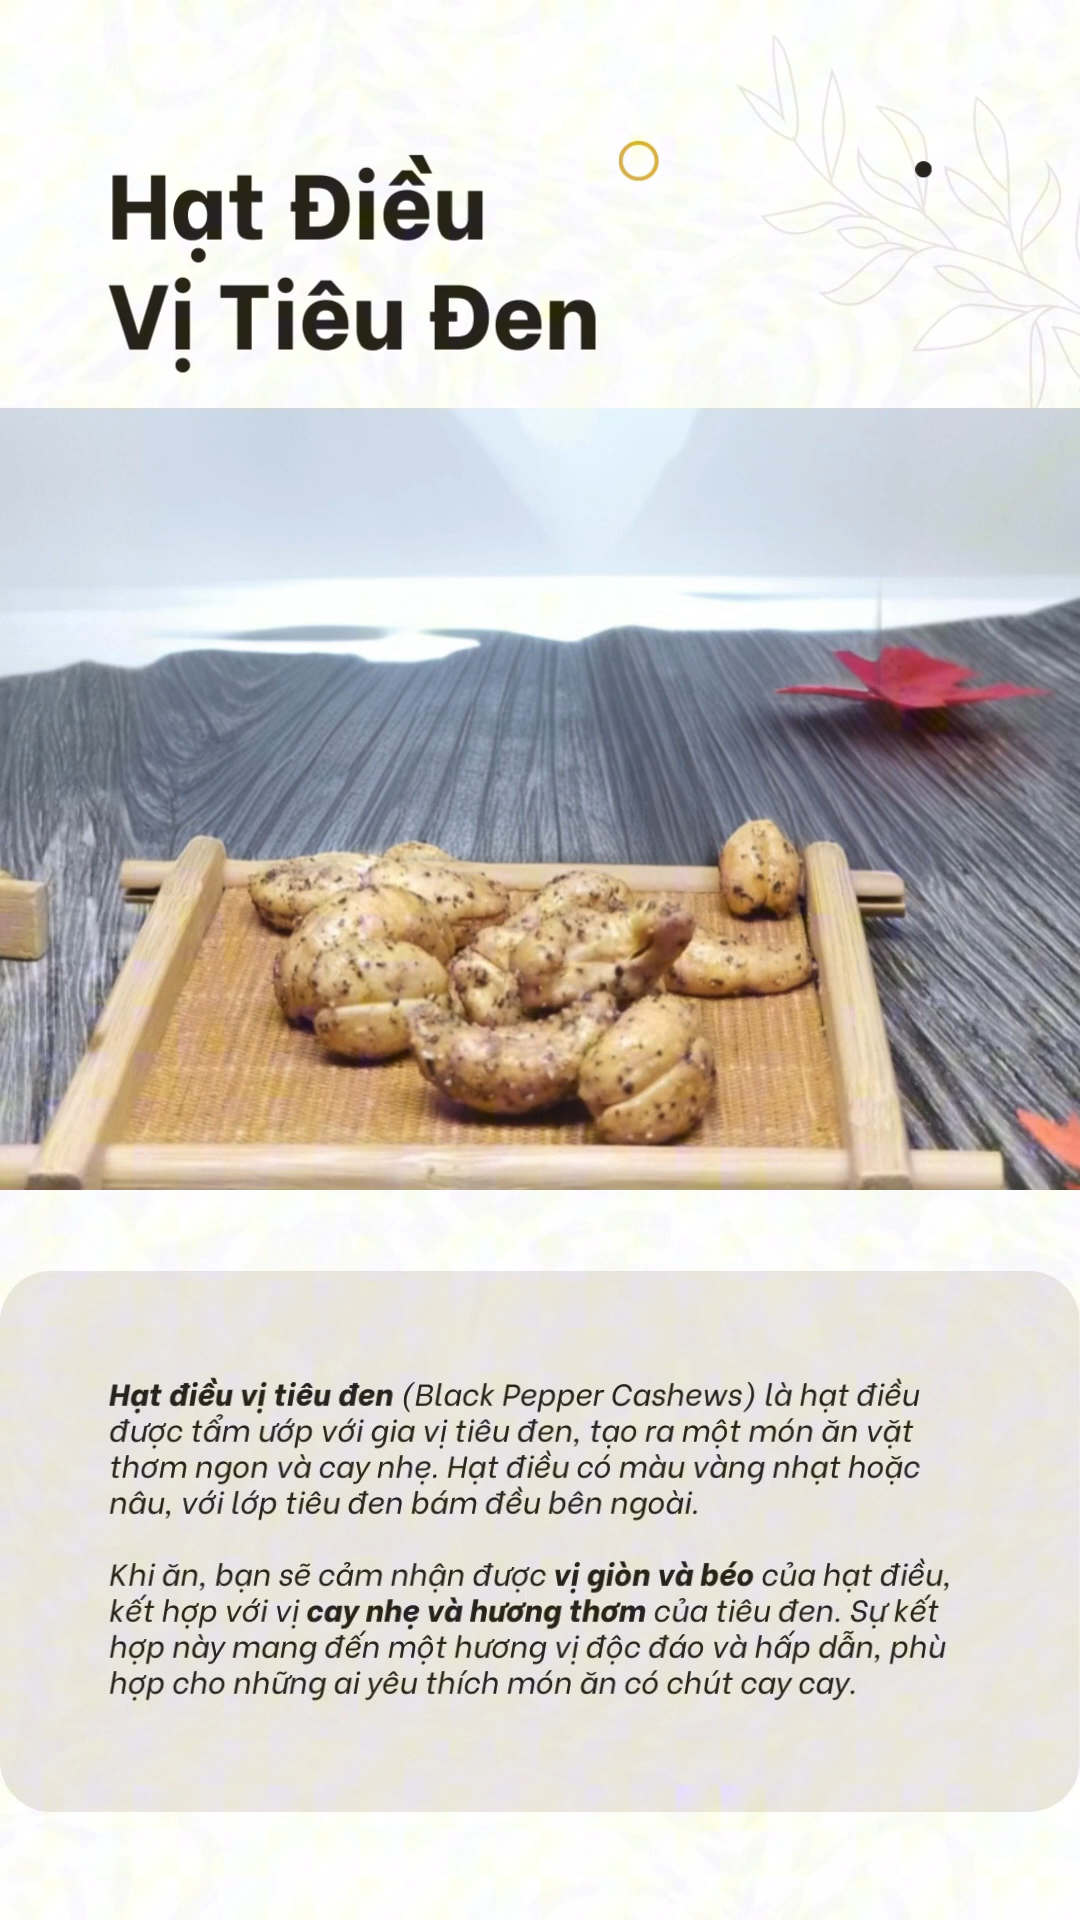 Hạt Điều
Vị Tiêu Đen
Hạt điều vị tiêu đen (Black Pepper Cashews) là hạt điều
được tẩm ướp với gia vị tiêu đen, tạo ra một món ăn vặt
thơm ngon và cay nhẹ. Hạt điều có màu vàng nhạt hoặc
nâu, với lớp tiêu đen bám đều bên ngoài.
Khi ăn, bạn sẽ cảm nhận được vị giòn và béo của hạt điều,
kết hợp với vị cay nhẹ và hương thơm của tiêu đen. Sự kết
hợp này mang đến một hương vị độc đáo và hấp dẫn, phù
hợp cho những ai yêu thích món ăn có chút cay cay.